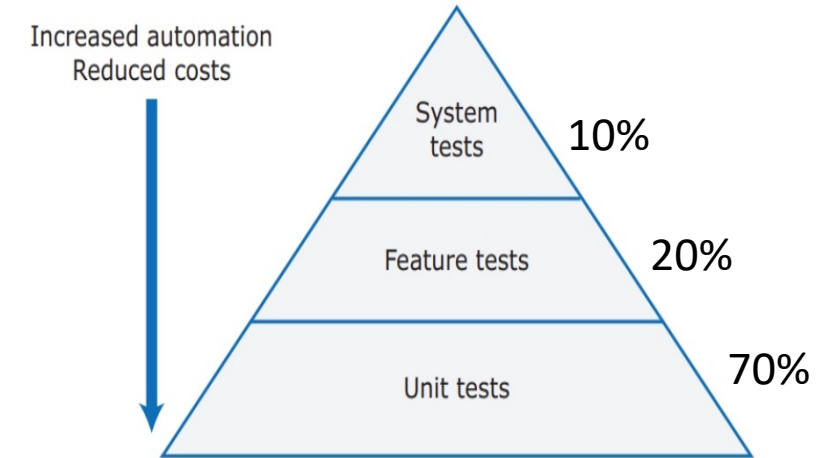 Increased automation
Reduced costs
System
tests
10%
Feature tests
20%
Unit tests
70%